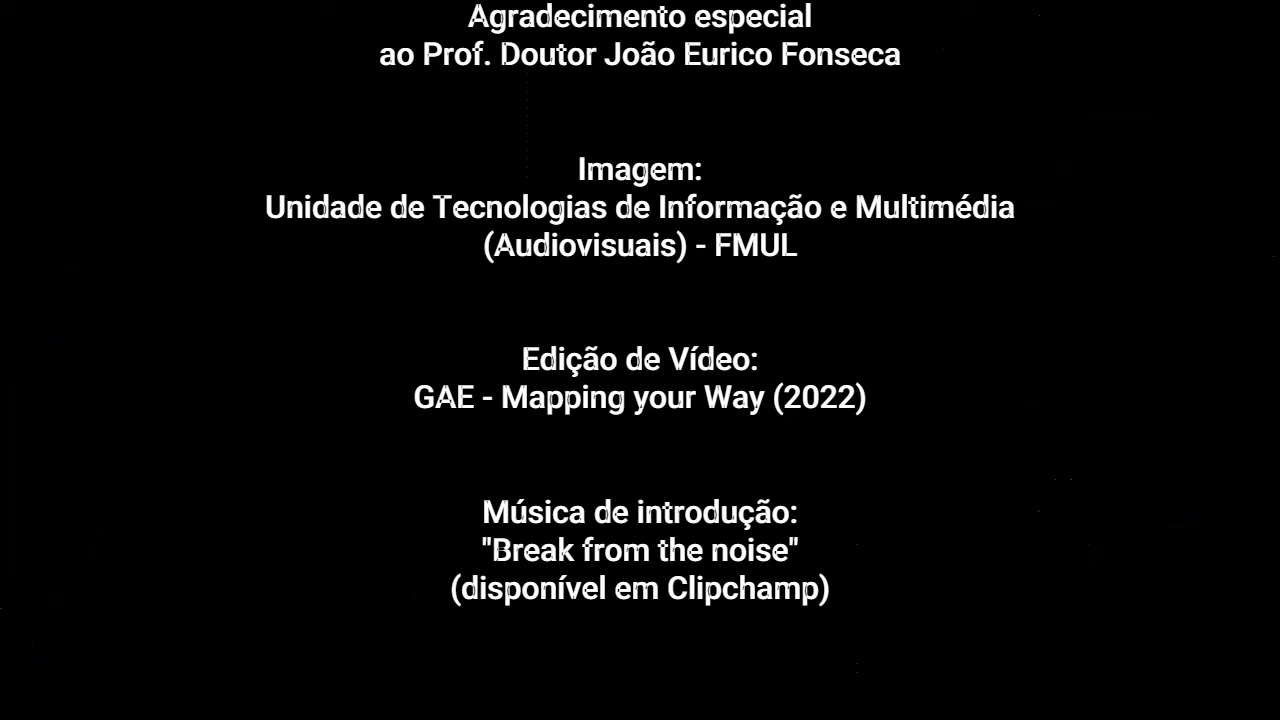 Agradecimento especial
ao Prof. Doutor João Eurico Fonseca
Imagem:
Unidade de Tecnologias de Informação e Multimédia
(Audiovisuais) - FMUL
Edição de Vídeo:
GAE - Mapping your Way (2022)
Música de introdução:
"Break from the noise"
(disponível em Clipchamp)